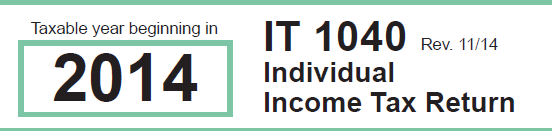 Taxable year beginning in
2014
IT 1040 Rev. 11/14
Individual
Income Tax Return